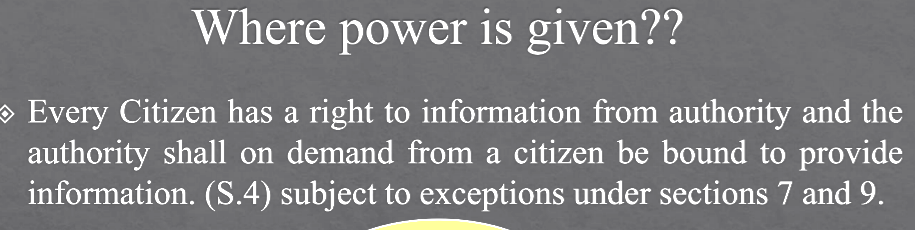 Where power is given??
Every Citizen has a right to information from authority and the
authority shall on demand from a citizen be bound to provide
information. (S.4) subject to exceptions under sections 7 and 9.